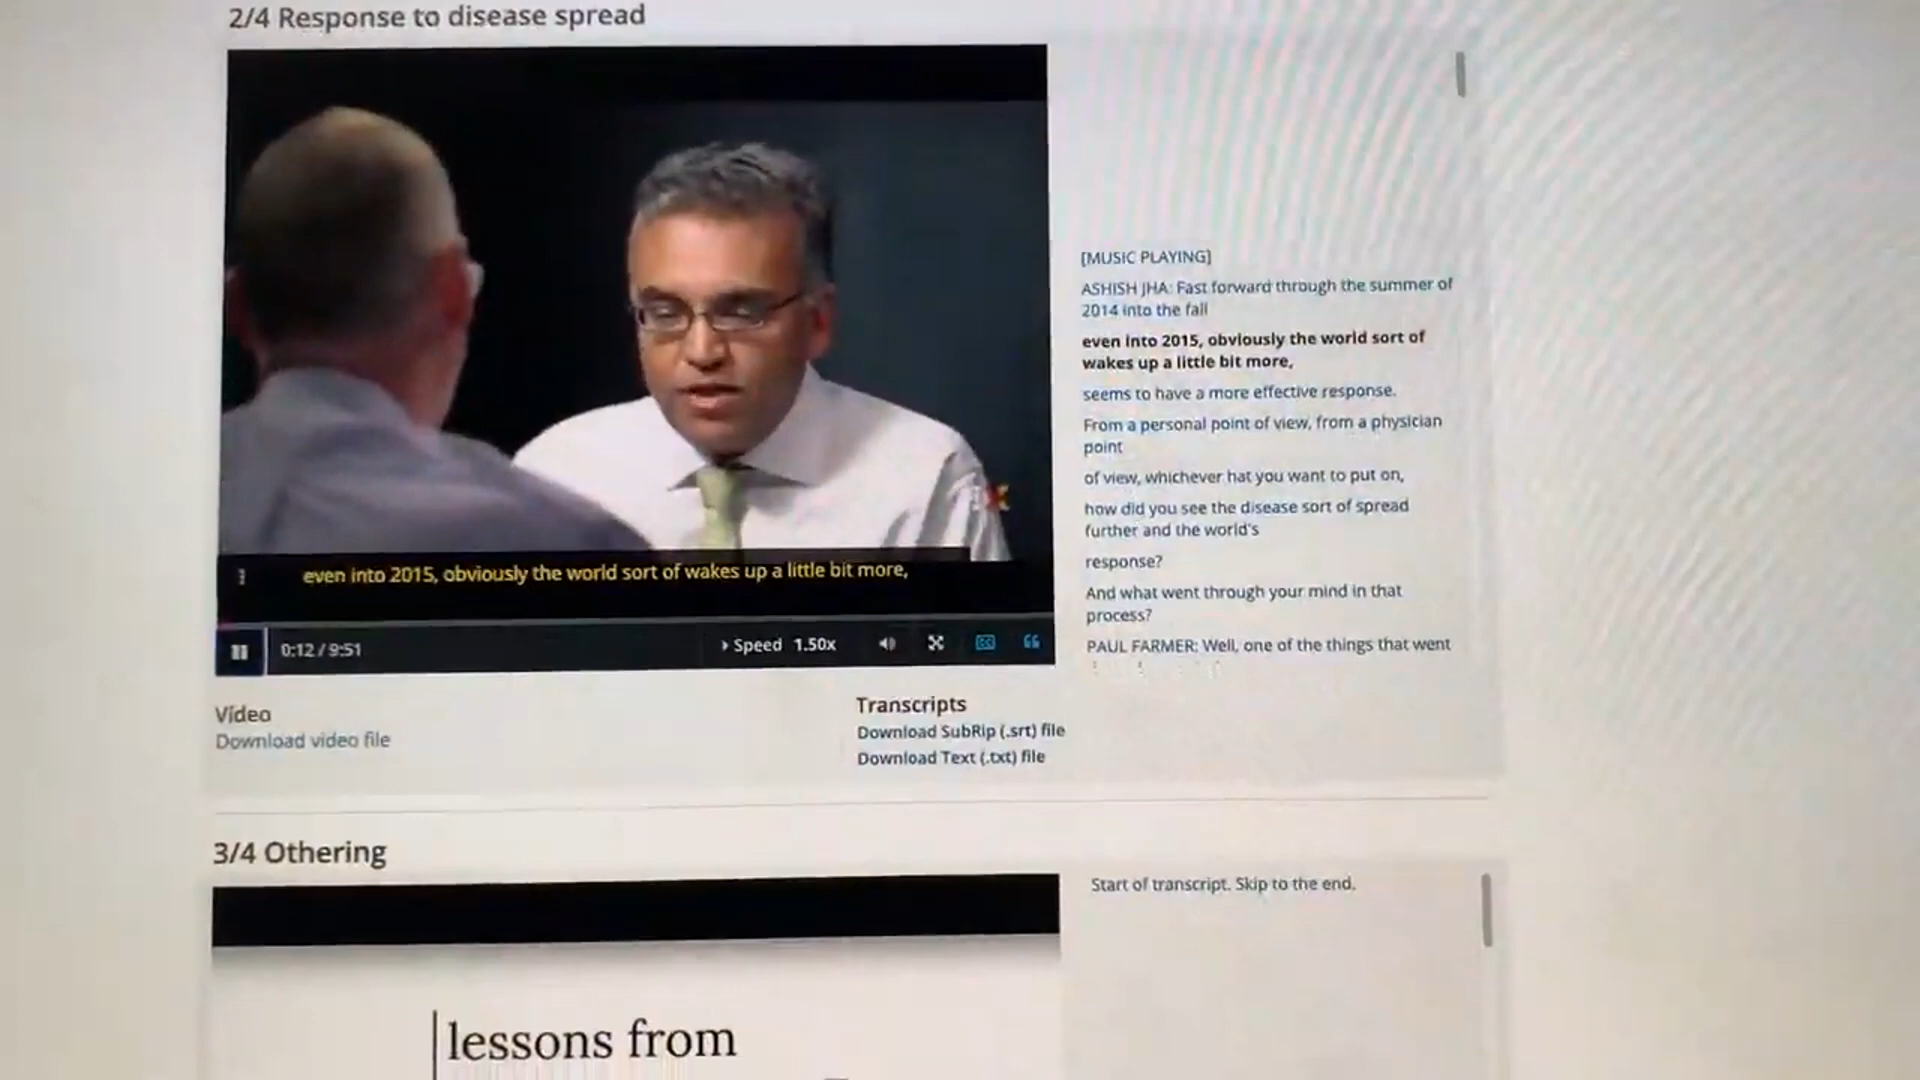 2/4 Response to disease spread
even into 2015, obviously the world sort of wakes up a little bit more,
0:12 / 9:51
Speed 1.50x
[MUSIC PLAYING]
ASHISH JHA: Fast forward through the summer of
2014 into the fall
even into 2015, obviously the world sort of
wakes up a little bit more,
seems to have a more effective response.
From a personal point of view, from a physician
point
of view, whichever hat you want to put on,
how did you see the disease sort of spread
further and the world's
response?
And what went through your mind in that
process?
PAUL FARMER: Well, one of the things that went
Video
Download video file
Transcripts
Download SubRip (.srt) file
Download Text (.txt) file
3/4 Othering
Start of transcript. Skip to the end.
lessons from